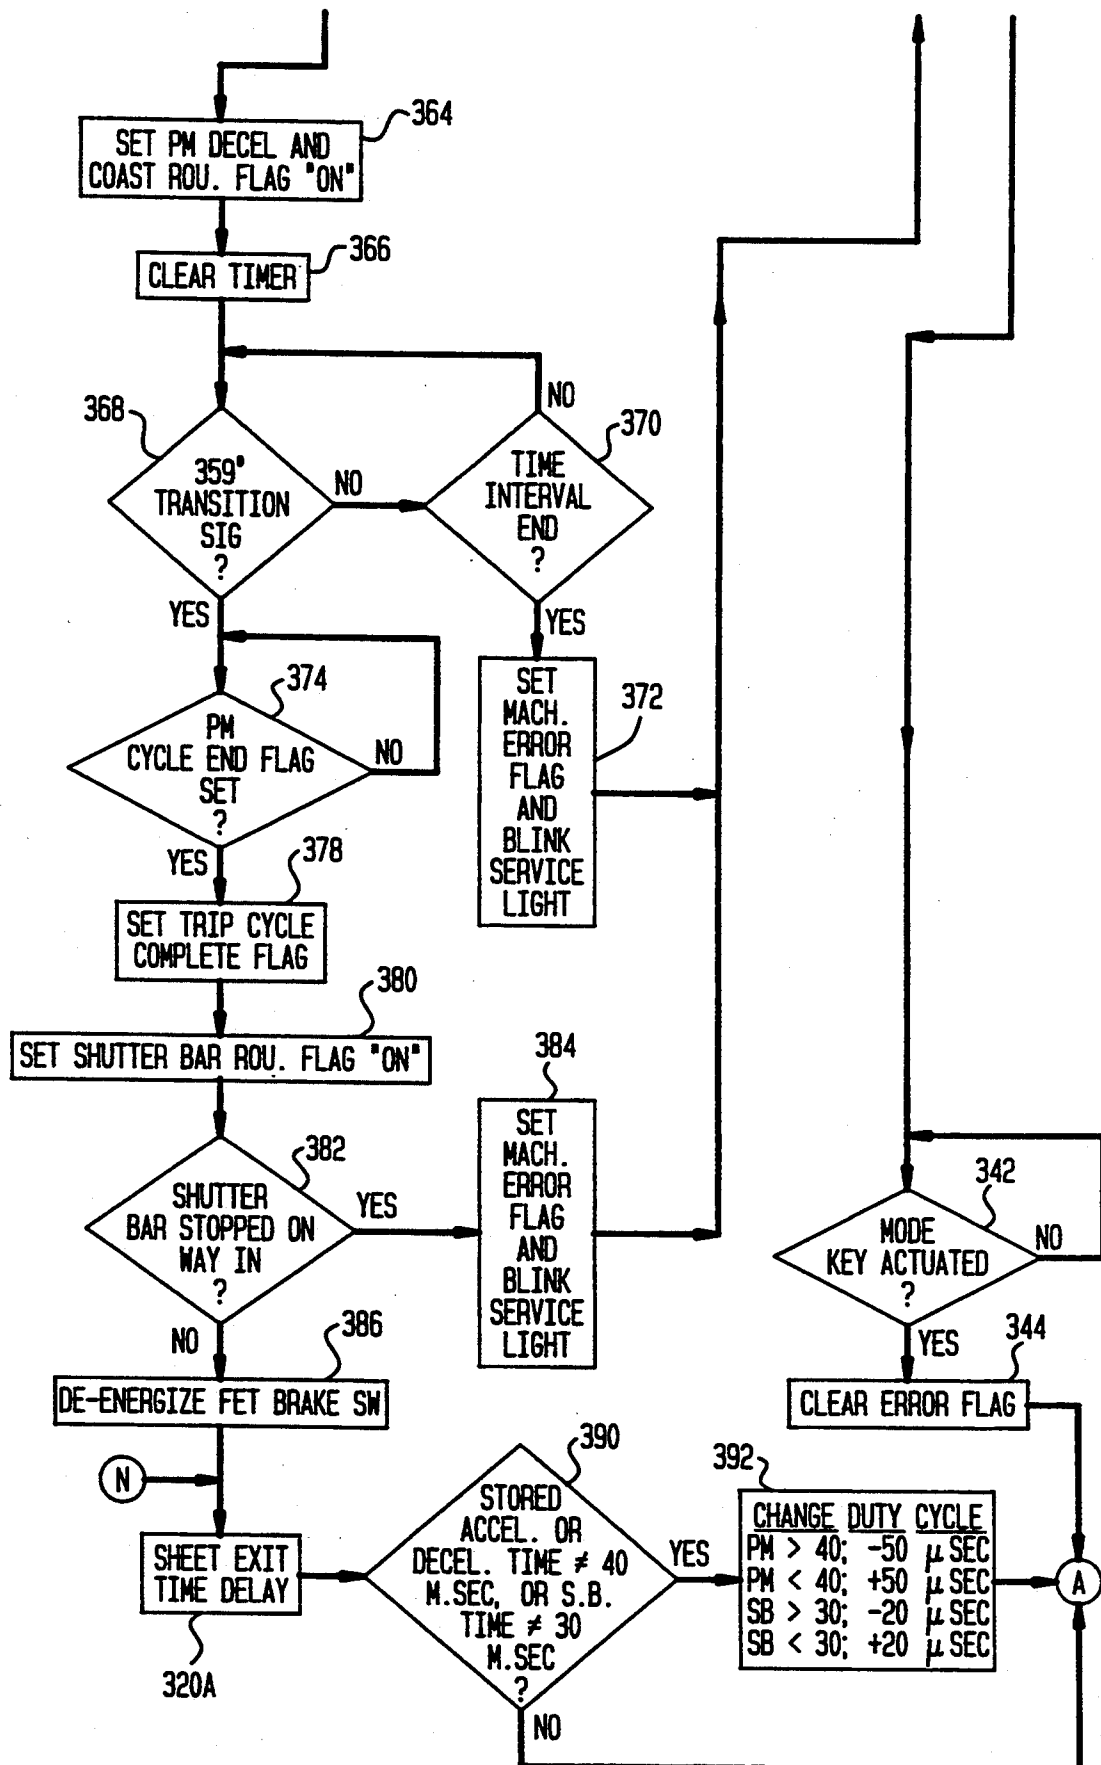 364
SET PM DECEL AND
COAST ROU. FLAG "ON"
366
CLEAR TIMER
368
359°
TRANSITION
SIG
?
NO
YES
370
TIME
INTERVAL
END
?
NO
YES
372
SET
MACH.
ERROR
FLAG
AND
BLINK
SERVICE
LIGHT
374
PM
CYCLE END FLAG
SET
?
NO
YES
378
SET TRIP CYCLE
COMPLETE FLAG
380
SET SHUTTER BAR ROU. FLAG "ON"
382
SHUTTER
BAR STOPPED ON
WAY IN
?
YES
NO
384
SET
MACH.
ERROR
FLAG
AND
BLINK
SERVICE
LIGHT
342
MODE
KEY ACTUATED
?
NO
YES
344
CLEAR ERROR FLAG
386
DE-ENERGIZE FET BRAKE SW
N
SHEET EXIT
TIME DELAY
320A
390
STORED
ACCEL. OR
DECEL. TIME ≠ 40
M.SEC, OR S.B.
TIME ≠ 30
M.SEC
?
YES
NO
392
CHANGE DUTY CYCLE
PM > 40; -50 μ SEC
PM < 40; +50 μ SEC
SB > 30; -20 μ SEC
SB < 30; +20 μ SEC
A